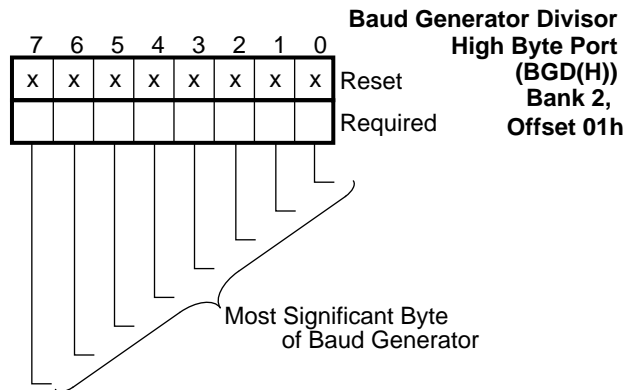 Baud Generator Divisor
High Byte Port
(BGD(H))
Bank 2,
Offset 01h
7 6 5 4 3 2 1 0
x x x x x x x x Reset
Required
Most Significant Byte
of Baud Generator